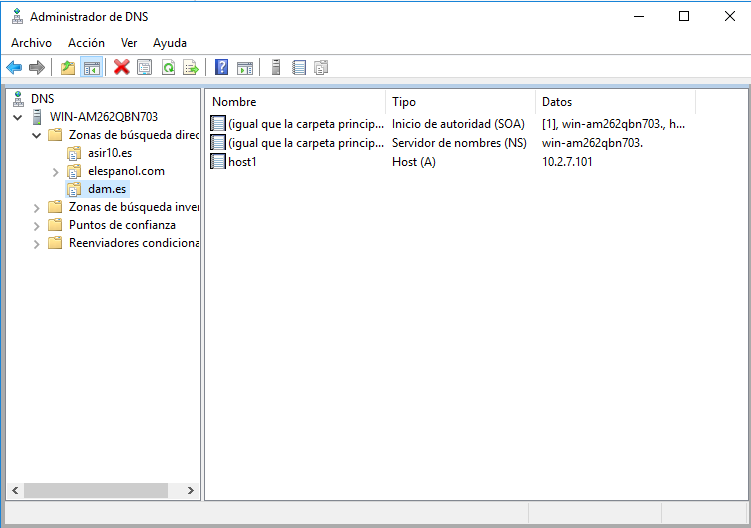 Administrador de DNS
Archivo Acción Ver Ayuda
DNS
WIN-AM262QBN703
Zonas de búsqueda direc
asir10.es
elespanol.com
dam.es
Zonas de búsqueda inver
Puntos de confianza
Reenviadores condiciona
Nombre Tipo Datos
(igual que la carpeta princip... Inicio de autoridad (SOA) [1], win-am262qbn703., h...
(igual que la carpeta princip... Servidor de nombres (NS) win-am262qbn703.
host1 Host (A) 10.2.7.101